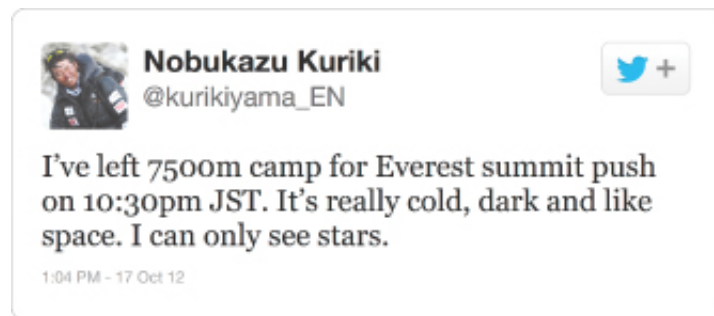 Nobukazu Kuriki
@kurikiyama_EN
+
I've left 7500m camp for Everest summit push
on 10:30pm JST. It's really cold, dark and like
space. I can only see stars.
1:04 PM - 17 Oct 12